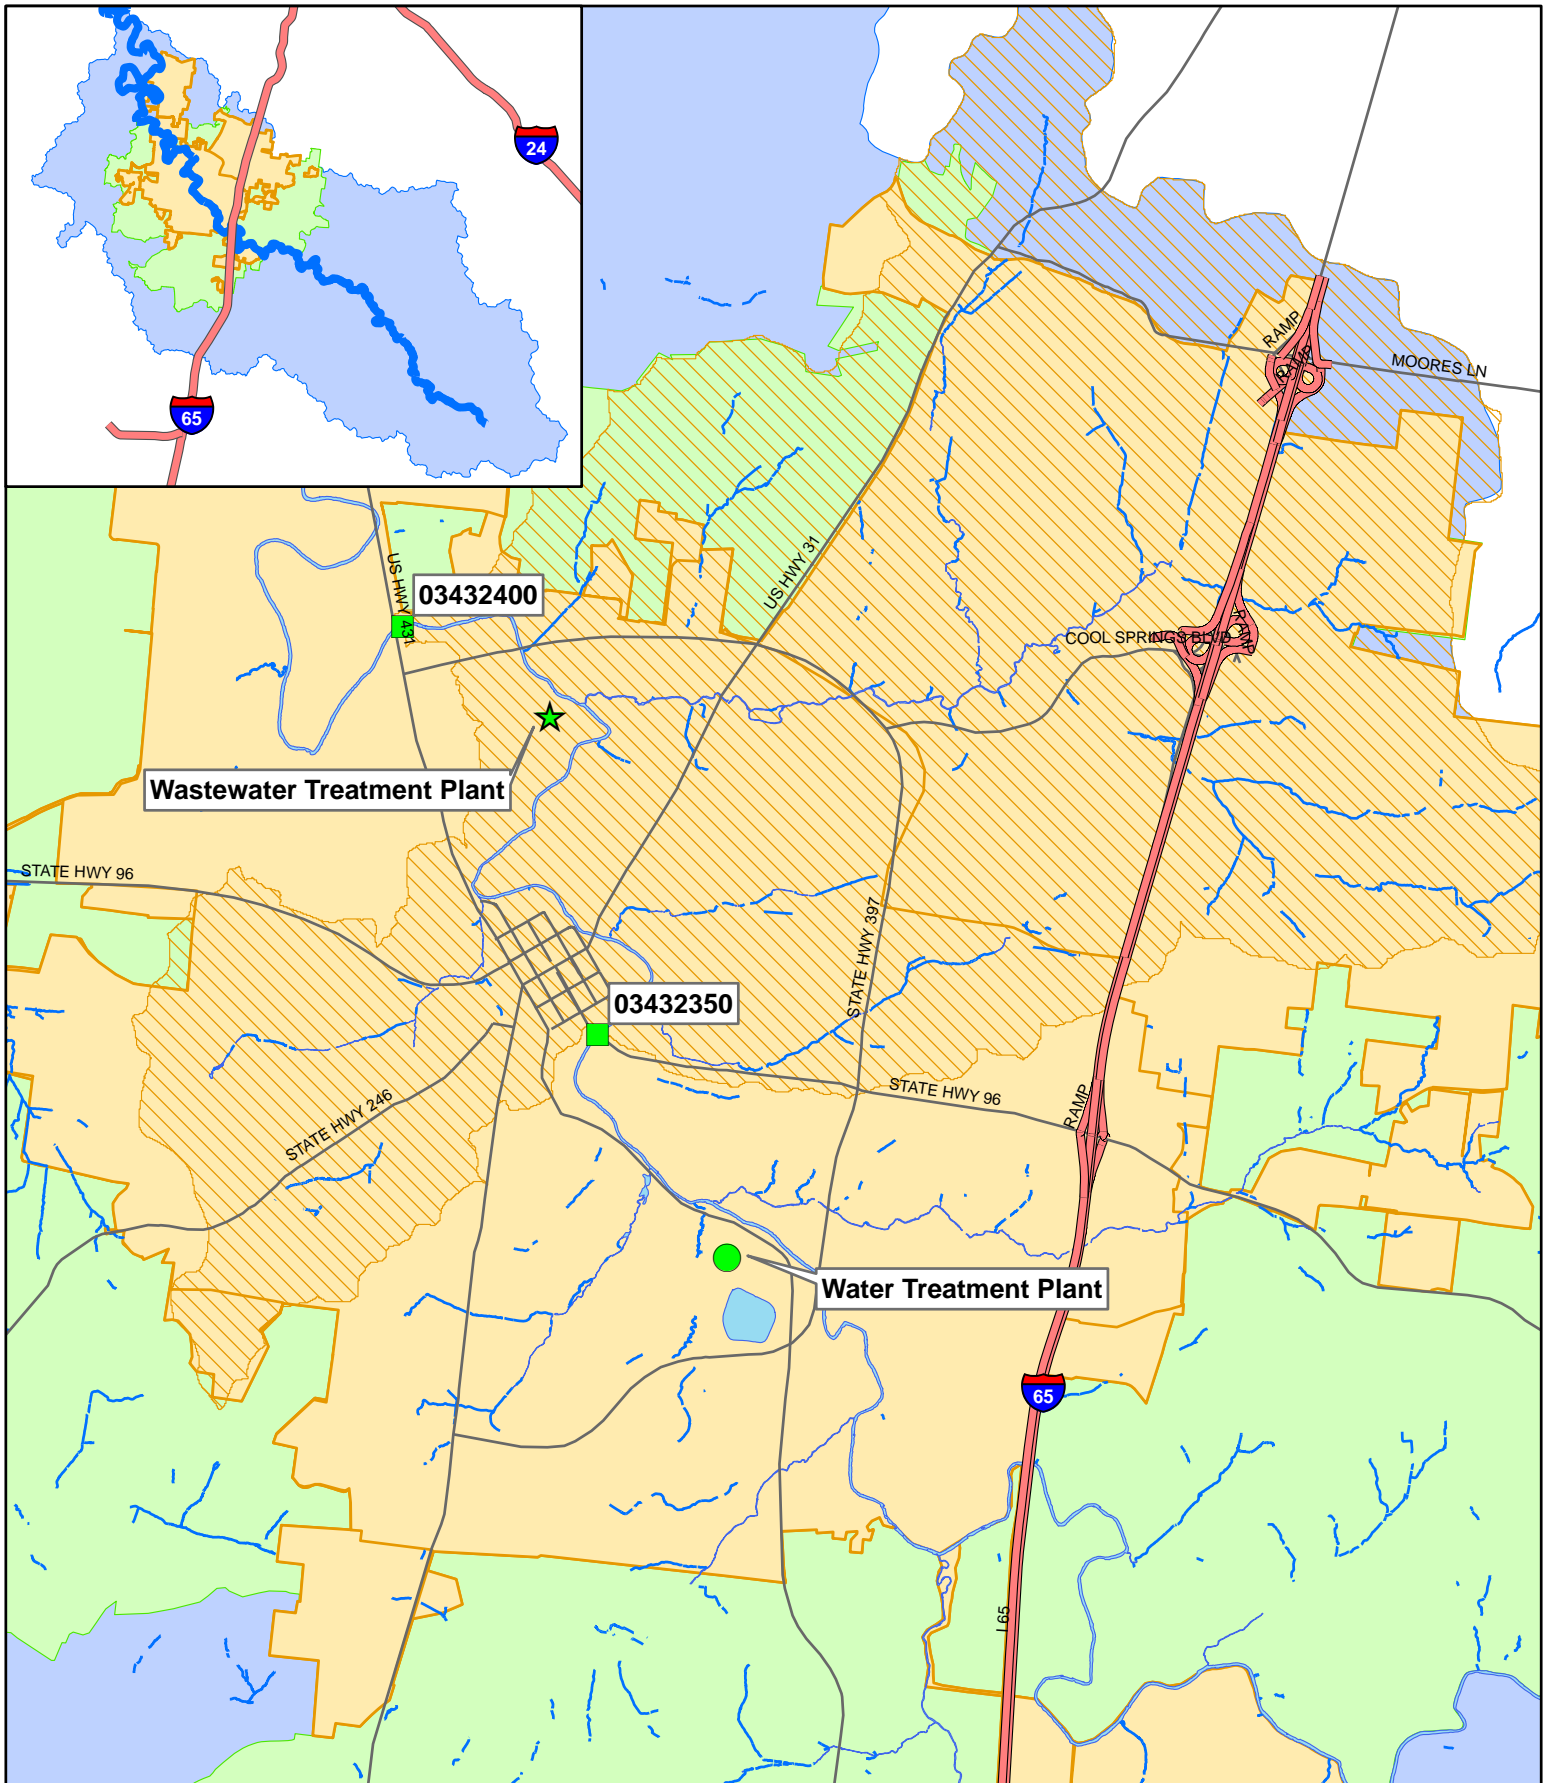 24
65
RAMP
RAMP
MOORES LN
US HWY 31
US HWY 431
03432400
COOL SPRINGS BLVD
RAMP
Wastewater Treatment Plant
STATE HWY 96
STATE HWY 397
03432350
STATE HWY 96
RAMP
STATE HWY 246
Water Treatment Plant
65
I 65